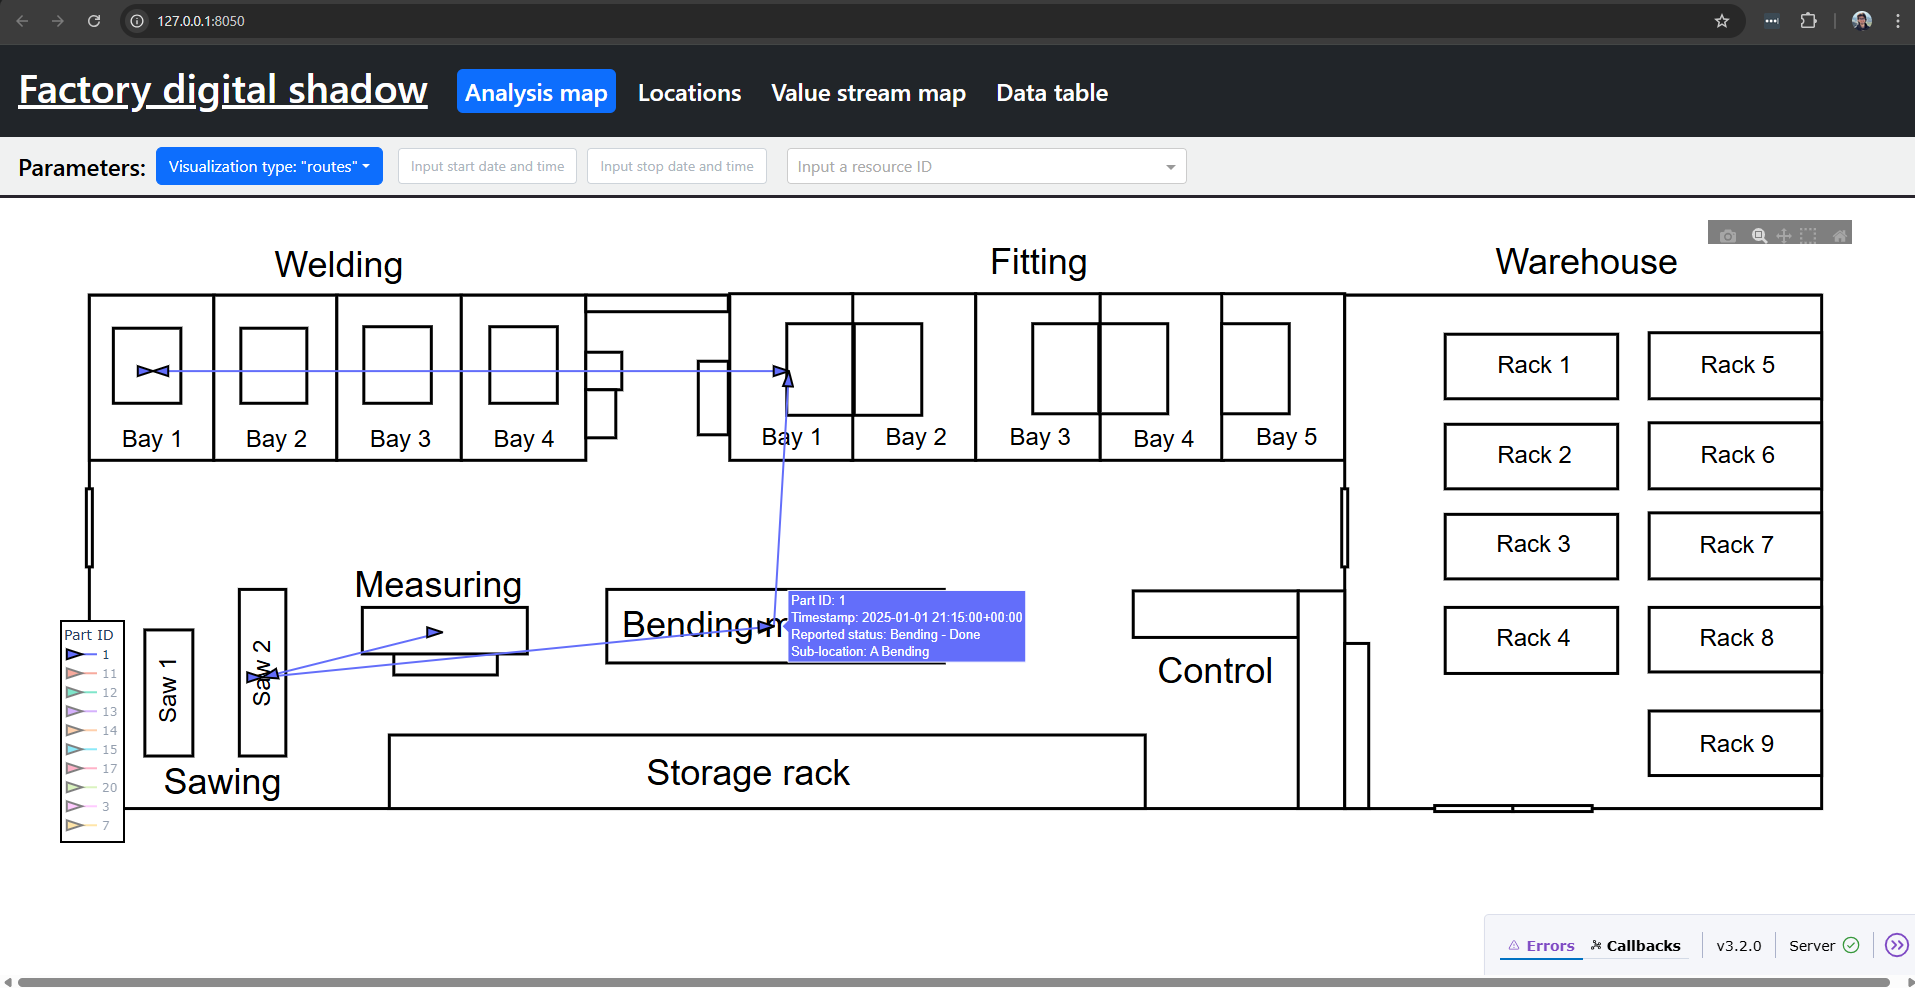 127.0.0.1:8050
Factory digital shadow
Analysis map
Locations
Value stream map
Data table
Parameters:
Visualization type: "routes"
Input start date and time
Input stop date and time
Input a resource ID
Welding
Fitting
Warehouse
Bay 1
Bay 2
Bay 3
Bay 4
Bay 1
Bay 2
Bay 3
Bay 4
Bay 5
Rack 1
Rack 5
Rack 2
Rack 6
Rack 3
Rack 7
Rack 4
Rack 8
Rack 9
Measuring
Bending m
Part ID: 1
Timestamp: 2025-01-01 21:15:00+00:00
Reported status: Bending - Done
Sub-location: A Bending
Control
Saw 1
Saw 2
Sawing
Storage rack
Part ID
1
11
12
13
14
15
17
20
3
7
Errors
Callbacks
v3.2.0
Server